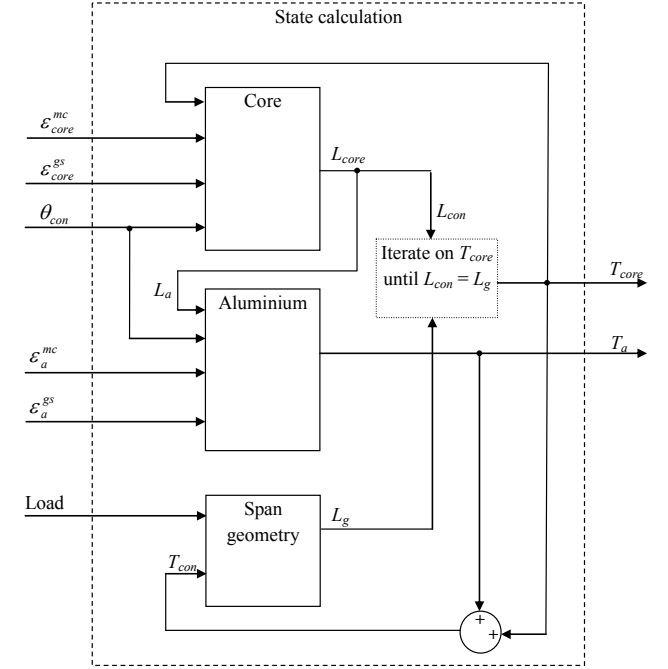 State calculation
Core
ε_core^mc
L_core
ε_core^gs
L_con
θ_con
Iterate on T_core
until L_con = L_g
T_core
L_a
Aluminium
T_a
ε_a^mc
ε_a^gs
Load
Span
geometry
L_g
T_con
+
+